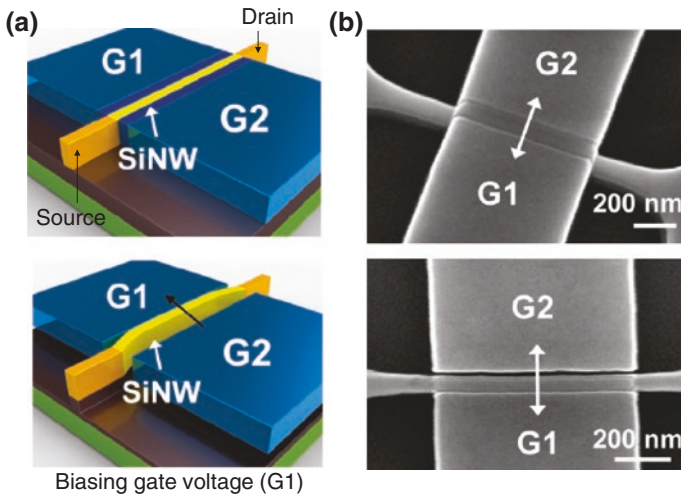 (a)
Drain
G1
G2
SiNW
Source
G1
G2
SiNW
Biasing gate voltage (G1)
(b)
G2
G1
200 nm
G2
G1
200 nm